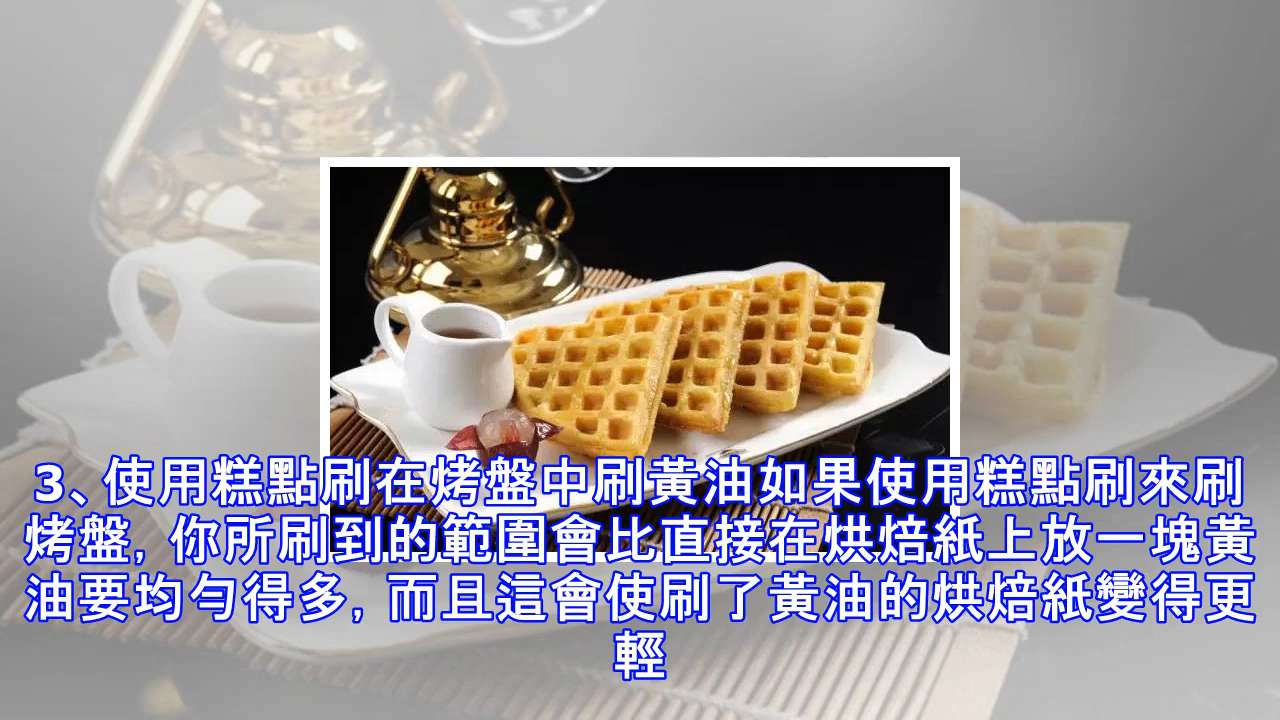 3、使用糕點刷在烤盤中刷黃油如果使用糕點刷來刷
烤盤, 你所刷到的範圍會比直接在烘焙紙上放一塊黃
油要均勻得多, 而且這會使刷了黃油的烘焙紙變得更
輕